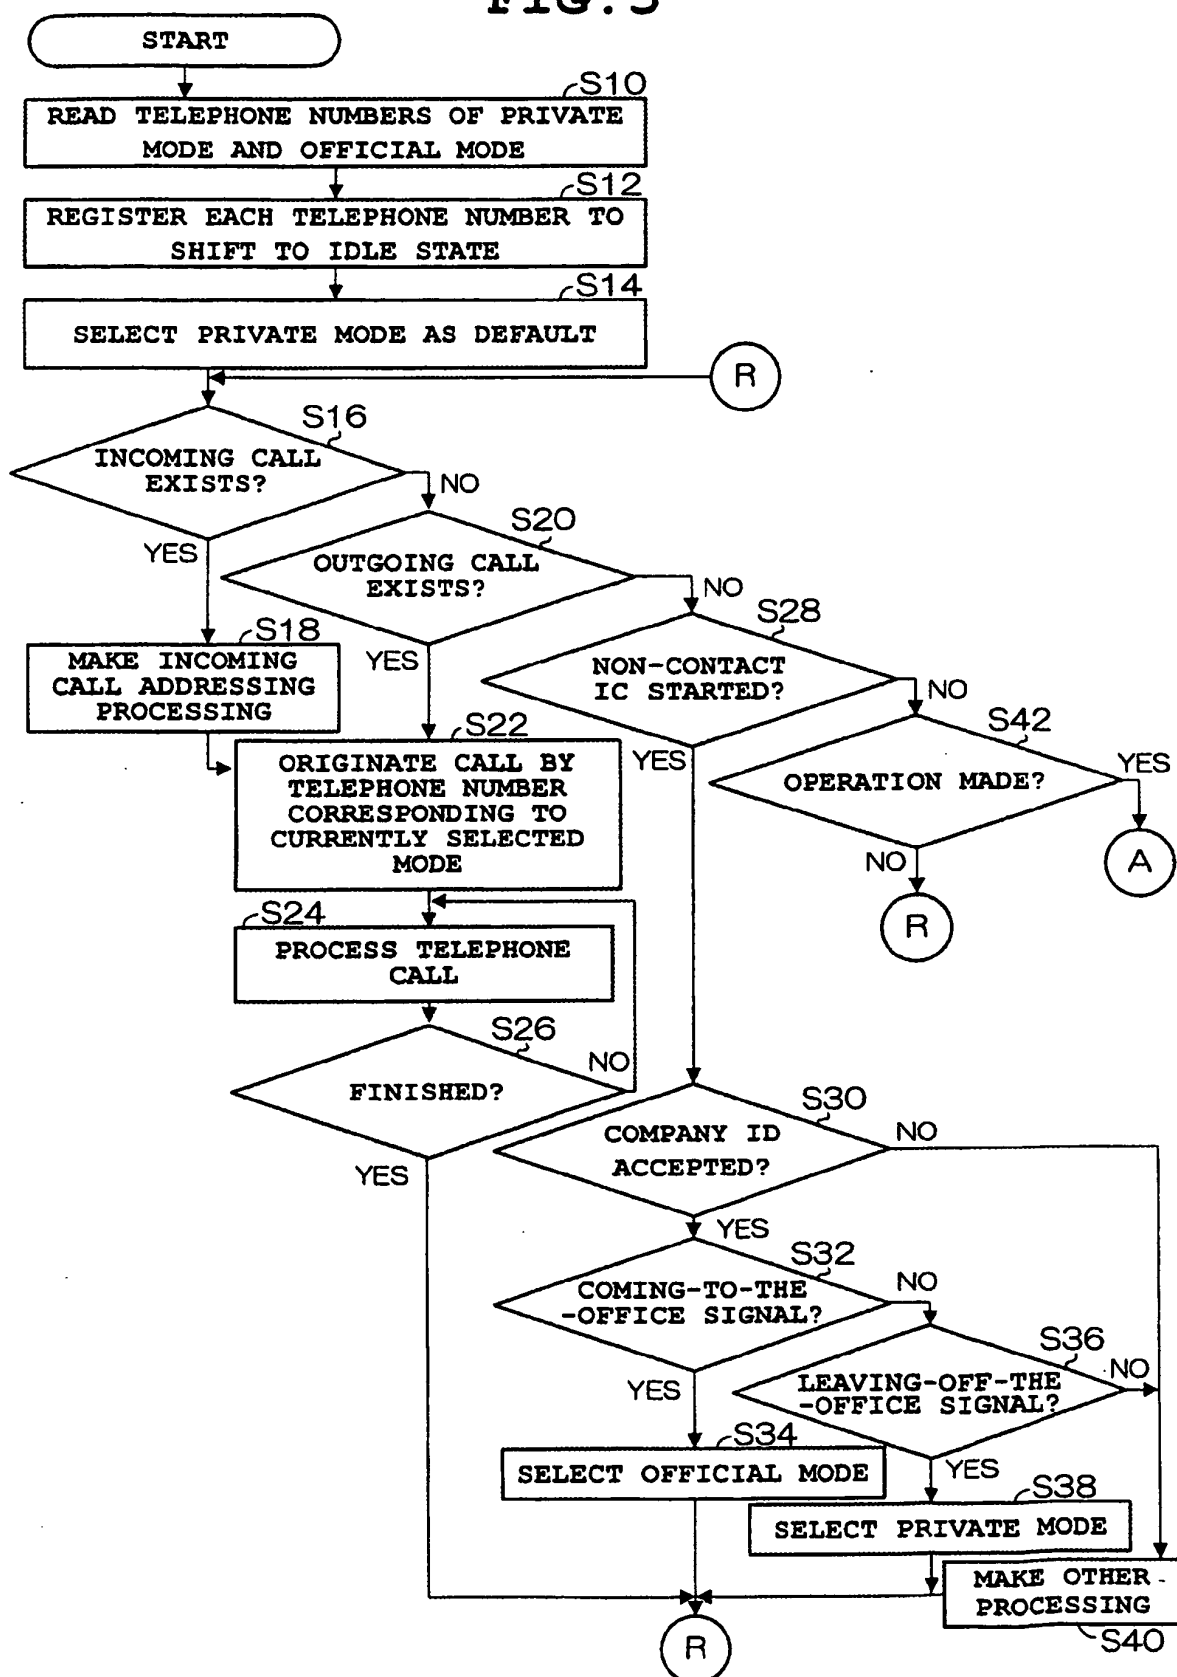 FIG. 3
START
S10
READ TELEPHONE NUMBERS OF PRIVATE
MODE AND OFFICIAL MODE
S12
REGISTER EACH TELEPHONE NUMBER TO
SHIFT TO IDLE STATE
S14
SELECT PRIVATE MODE AS DEFAULT
R
S16
INCOMING CALL
EXISTS?
NO
YES
S20
OUTGOING CALL
EXISTS?
NO
YES
S18
MAKE INCOMING
CALL ADDRESSING
PROCESSING
S28
NON-CONTACT
IC STARTED?
NO
YES
S22
ORIGINATE CALL BY
TELEPHONE NUMBER
CORRESPONDING TO
CURRENTLY SELECTED
MODE
S42
OPERATION MADE?
YES
NO
A
R
S24
PROCESS TELEPHONE
CALL
S26
FINISHED?
NO
YES
S30
COMPANY ID
ACCEPTED?
NO
YES
S32
COMING-TO-THE
-OFFICE SIGNAL?
NO
YES
S36
LEAVING-OFF-THE
-OFFICE SIGNAL?
NO
YES
S34
SELECT OFFICIAL MODE
S38
SELECT PRIVATE MODE
MAKE OTHER
PROCESSING
S40
R